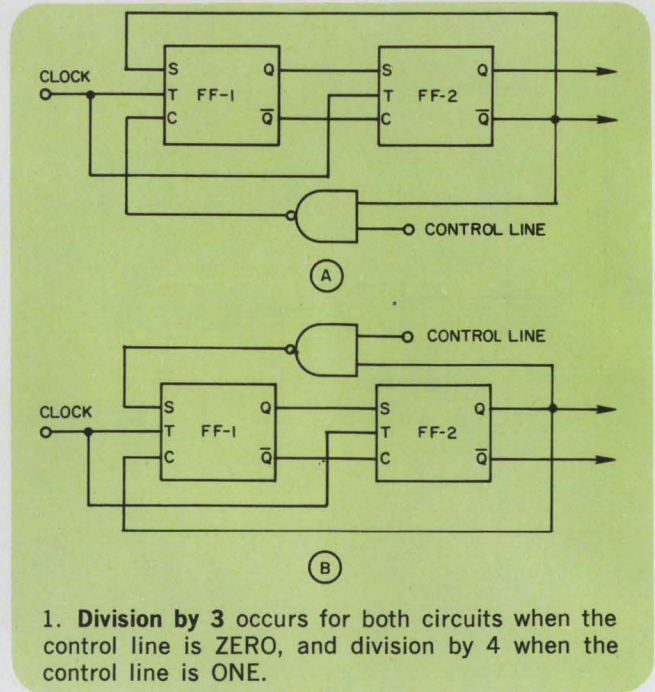 CLOCK
S Q S Q
T FF-1 T FF-2
C Q̅ C Q̅
CONTROL LINE
A
CONTROL LINE
CLOCK
S Q S Q
T FF-1 T FF-2
C Q̅ C Q̅
B
1. Division by 3 occurs for both circuits when the
control line is ZERO, and division by 4 when the
control line is ONE.